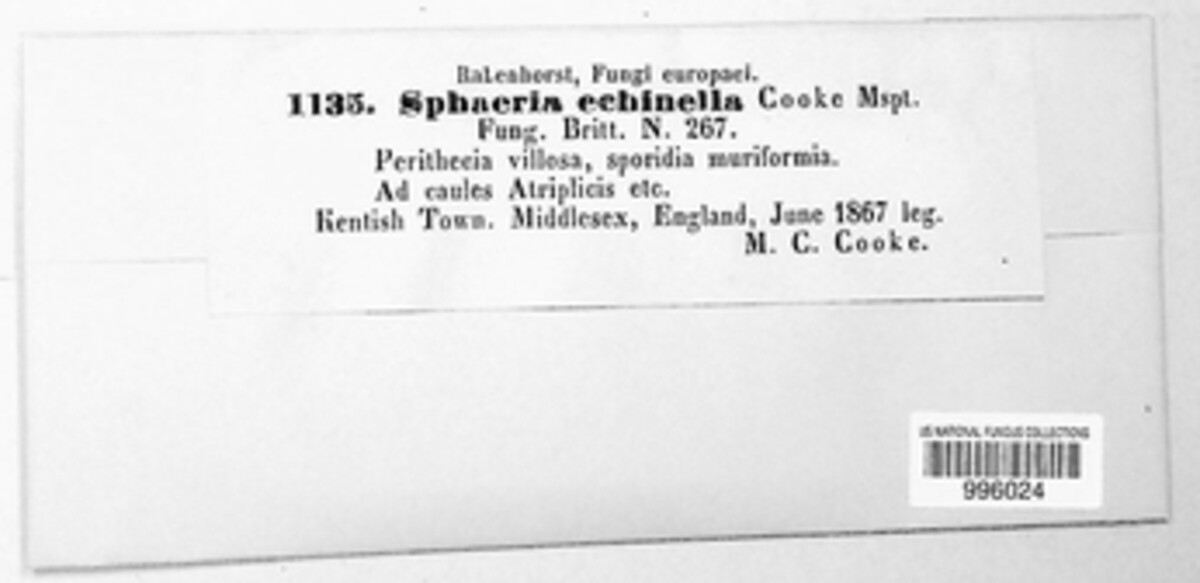 Rabenhorst, Fungi europaei.
1135. Sphaeria echinella Cooke Mspt.
Fung. Britt. N. 267.
Perithecia villosa, sporidia muriformia.
Ad caules Atriplicis etc.
Kentish Town. Middlesex, England, June 1867 leg.
M. C. Cooke.
US NATIONAL FUNGUS COLLECTIONS
996024